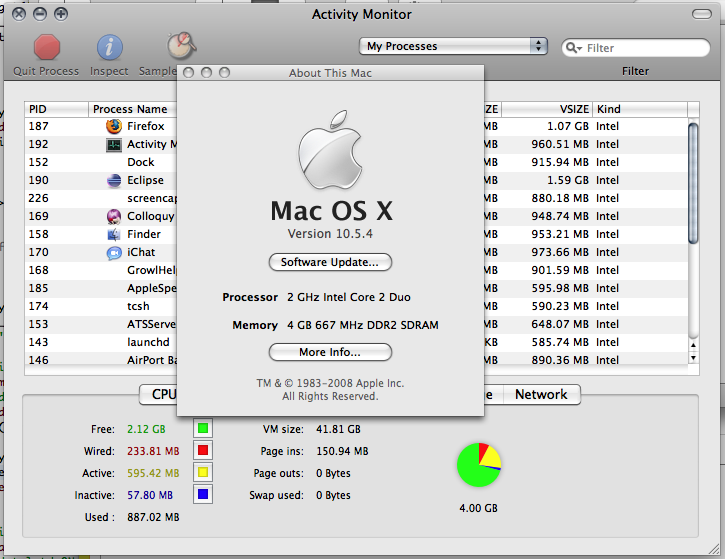 Activity Monitor
Quit Process Inspect Sample
My Processes
Filter
Filter
PID Process Name ZE VSIZE Kind
187 Firefox MB 1.07 GB Intel
192 Activity M MB 960.51 MB Intel
152 Dock MB 915.94 MB Intel
190 Eclipse MB 1.59 GB Intel
226 screencap MB 880.18 MB Intel
169 Colloquy MB 948.74 MB Intel
158 Finder MB 953.21 MB Intel
170 iChat MB 973.66 MB Intel
168 GrowlHelp MB 901.59 MB Intel
185 AppleSpe MB 595.98 MB Intel
174 tcsh MB 590.23 MB Intel
153 ATSServe MB 648.07 MB Intel
143 launchd MB 585.74 MB Intel
146 AirPort Ba MB 890.36 MB Intel
About This Mac
Mac OS X
Version 10.5.4
Software Update...
Processor 2 GHz Intel Core 2 Duo
Memory 4 GB 667 MHz DDR2 SDRAM
More Info...
TM & © 1983-2008 Apple Inc.
All Rights Reserved.
CPU e Network
Free: 2.12 GB VM size: 41.81 GB
Wired: 233.81 MB Page ins: 150.94 MB
Active: 595.42 MB Page outs: 0 Bytes
Inactive: 57.80 MB Swap used: 0 Bytes
Used : 887.02 MB
4.00 GB